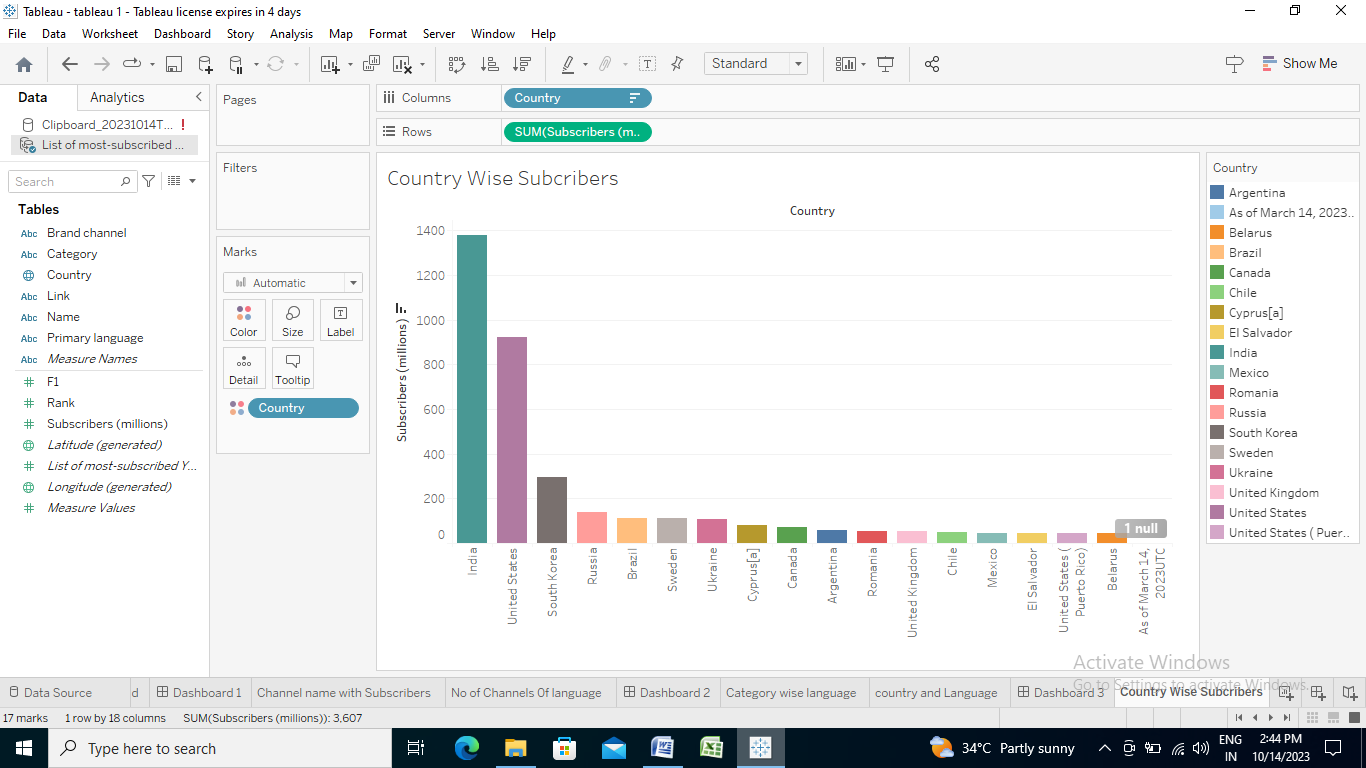 Tableau - tableau 1 - Tableau license expires in 4 days
File Data Worksheet Dashboard Story Analysis Map Format Server Window Help
Standard
Show Me
Data Analytics
Clipboard_20231014T... !
List of most-subscribed ...
Search
Tables
Abc Brand channel
Abc Category
Country
Abc Link
Abc Name
Abc Primary language
Abc Measure Names
# F1
# Rank
# Subscribers (millions)
Latitude (generated)
# List of most-subscribed Y...
Longitude (generated)
# Measure Values
Pages
Filters
Marks
Automatic
Color Size Label
Detail Tooltip
Country
Columns Country
Rows SUM(Subscribers (m..
Country Wise Subcribers
Country
Subscribers (millions)
1400
1200
1000
800
600
400
200
0
1 null
India
United States
South Korea
Russia
Brazil
Sweden
Ukraine
Cyprus[a]
Canada
Argentina
Romania
United Kingdom
Chile
Mexico
El Salvador
United States (
Puerto Rico)
Belarus
As of March 14,
2023UTC
Country
Argentina
As of March 14, 2023..
Belarus
Brazil
Canada
Chile
Cyprus[a]
El Salvador
India
Mexico
Romania
Russia
South Korea
Sweden
Ukraine
United Kingdom
United States
United States ( Puer..
Activate Windows
Go to Settings to activate Windows.
Data Source d Dashboard 1 Channel name with Subscribers No of Channels Of language Dashboard 2 Category wise language country and Language Dashboard 3 Country Wise Subcribers
17 marks 1 row by 18 columns SUM(Subscribers (millions)): 3,607
Type here to search
34°C Partly sunny
ENG
IN
2:44 PM
10/14/2023